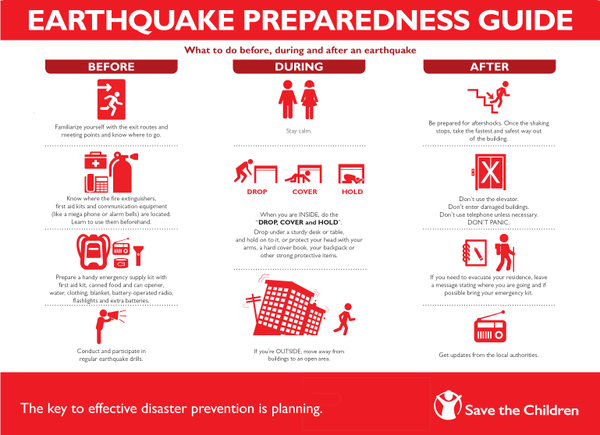 EARTHQUAKE PREPAREDNESS GUIDE
What to do before, during and after an earthquake
BEFORE
Familiarize yourself with the exit routes and
meeting points and know where to go.
Know where the fire extinguishers,
first aid kits and communication equipment
(like a mega phone or alarm bells) are located.
Learn to use them beforehand.
Prepare a handy emergency supply kit with
first aid kit, canned food and can opener,
water, clothing, blanket, battery-operated radio,
flashlights and extra batteries.
Conduct and participate in
regular earthquake drills.
DURING
Stay calm.
DROP
COVER
HOLD
When you are INSIDE, do the
"DROP, COVER and HOLD".
Drop under a sturdy desk or table,
and hold on to it, or protect your head with your
arms, a hard cover book, your backpack or
other strong protective items.
If you're OUTSIDE, move away from
buildings to an open area.
AFTER
Be prepared for aftershocks. Once the shaking
stops, take the fastest and safest way out
of the building.
Don't use the elevator.
Don't enter damaged buildings.
Don't use telephone unless necessary.
DON'T PANIC.
If you need to evacuate your residence, leave
a message stating where you are going and if
possible bring your emergency kit.
Get updates from the local authorities.
The key to effective disaster prevention is planning.
Save the Children